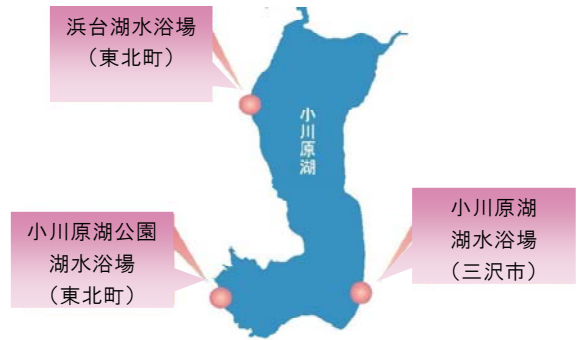 浜台湖水浴場
（東北町）
小川原湖
小川原湖公園
湖水浴場
（東北町）
小川原湖
湖水浴場
（三沢市）